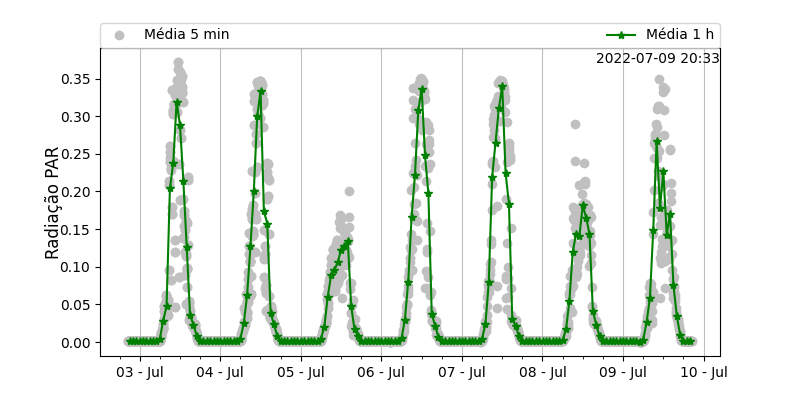 Média 5 min
Média 1 h
2022-07-09 20:33
Radiação PAR
0.35
0.30
0.25
0.20
0.15
0.10
0.05
0.00
03 - Jul
04 - Jul
05 - Jul
06 - Jul
07 - Jul
08 - Jul
09 - Jul
10 - Jul